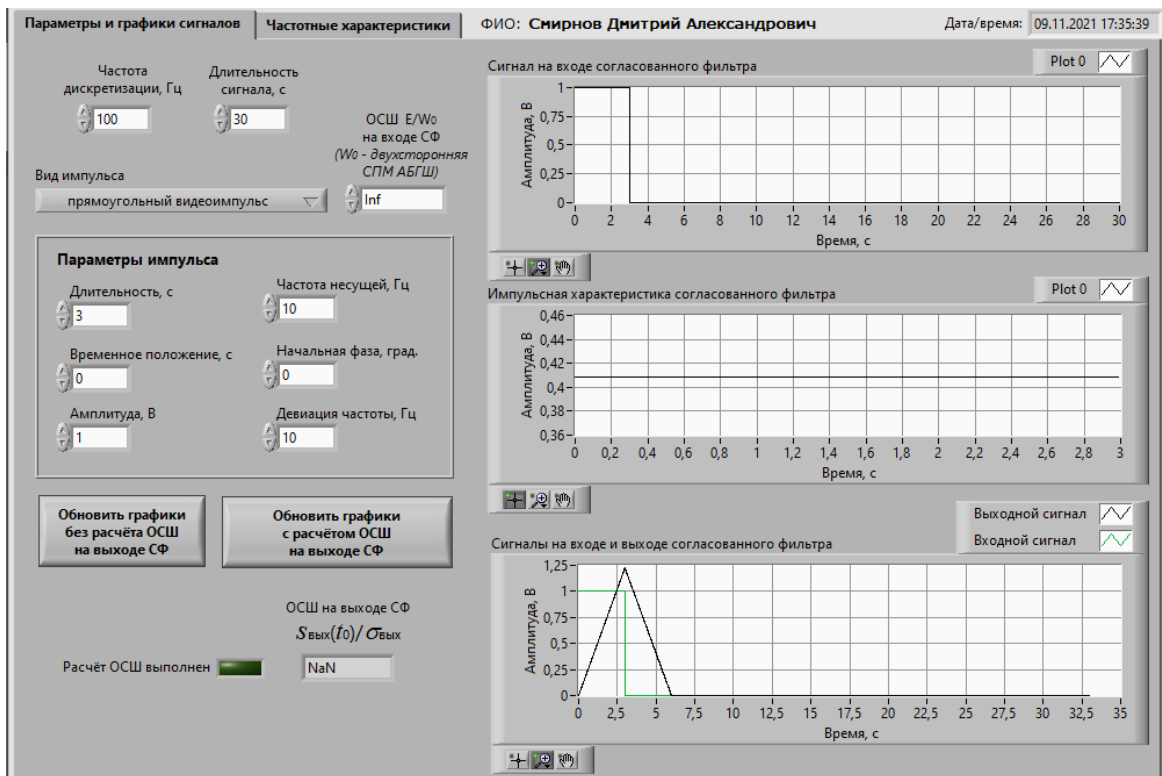 Параметры и графики сигналов
Частотные характеристики
ФИО: Смирнов Дмитрий Александрович
Дата/время: 09.11.2021 17:35:39
Частота
дискретизации, Гц
100
Длительность
сигнала, с
30
ОСШ E/W0
на входе СФ
(W0 - двухсторонняя
СПМ АБГШ)
Inf
Вид импульса
прямоугольный видеоимпульс
Параметры импульса
Длительность, с
3
Частота несущей, Гц
10
Временное положение, с
0
Начальная фаза, град.
0
Амплитуда, В
1
Девиация частоты, Гц
10
Обновить графики
без расчёта ОСШ
на выходе СФ
Обновить графики
с расчётом ОСШ
на выходе СФ
ОСШ на выходе СФ
Sвых(t0)/σвых
Расчёт ОСШ выполнен
NaN
Сигнал на входе согласованного фильтра
Plot 0
Амплитуда, В
1
0,75
0,5
0,25
0
0 2 4 6 8 10 12 14 16 18 20 22 24 26 28 30
Время, с
Импульсная характеристика согласованного фильтра
Plot 0
Амплитуда, В
0,46
0,44
0,42
0,4
0,38
0,36
0 0,2 0,4 0,6 0,8 1 1,2 1,4 1,6 1,8 2 2,2 2,4 2,6 2,8 3
Время, с
Выходной сигнал
Входной сигнал
Сигналы на входе и выходе согласованного фильтра
Амплитуда, В
1,25
1
0,75
0,5
0,25
0
0 2,5 5 7,5 10 12,5 15 17,5 20 22,5 25 27,5 30 32,5 35
Время, с